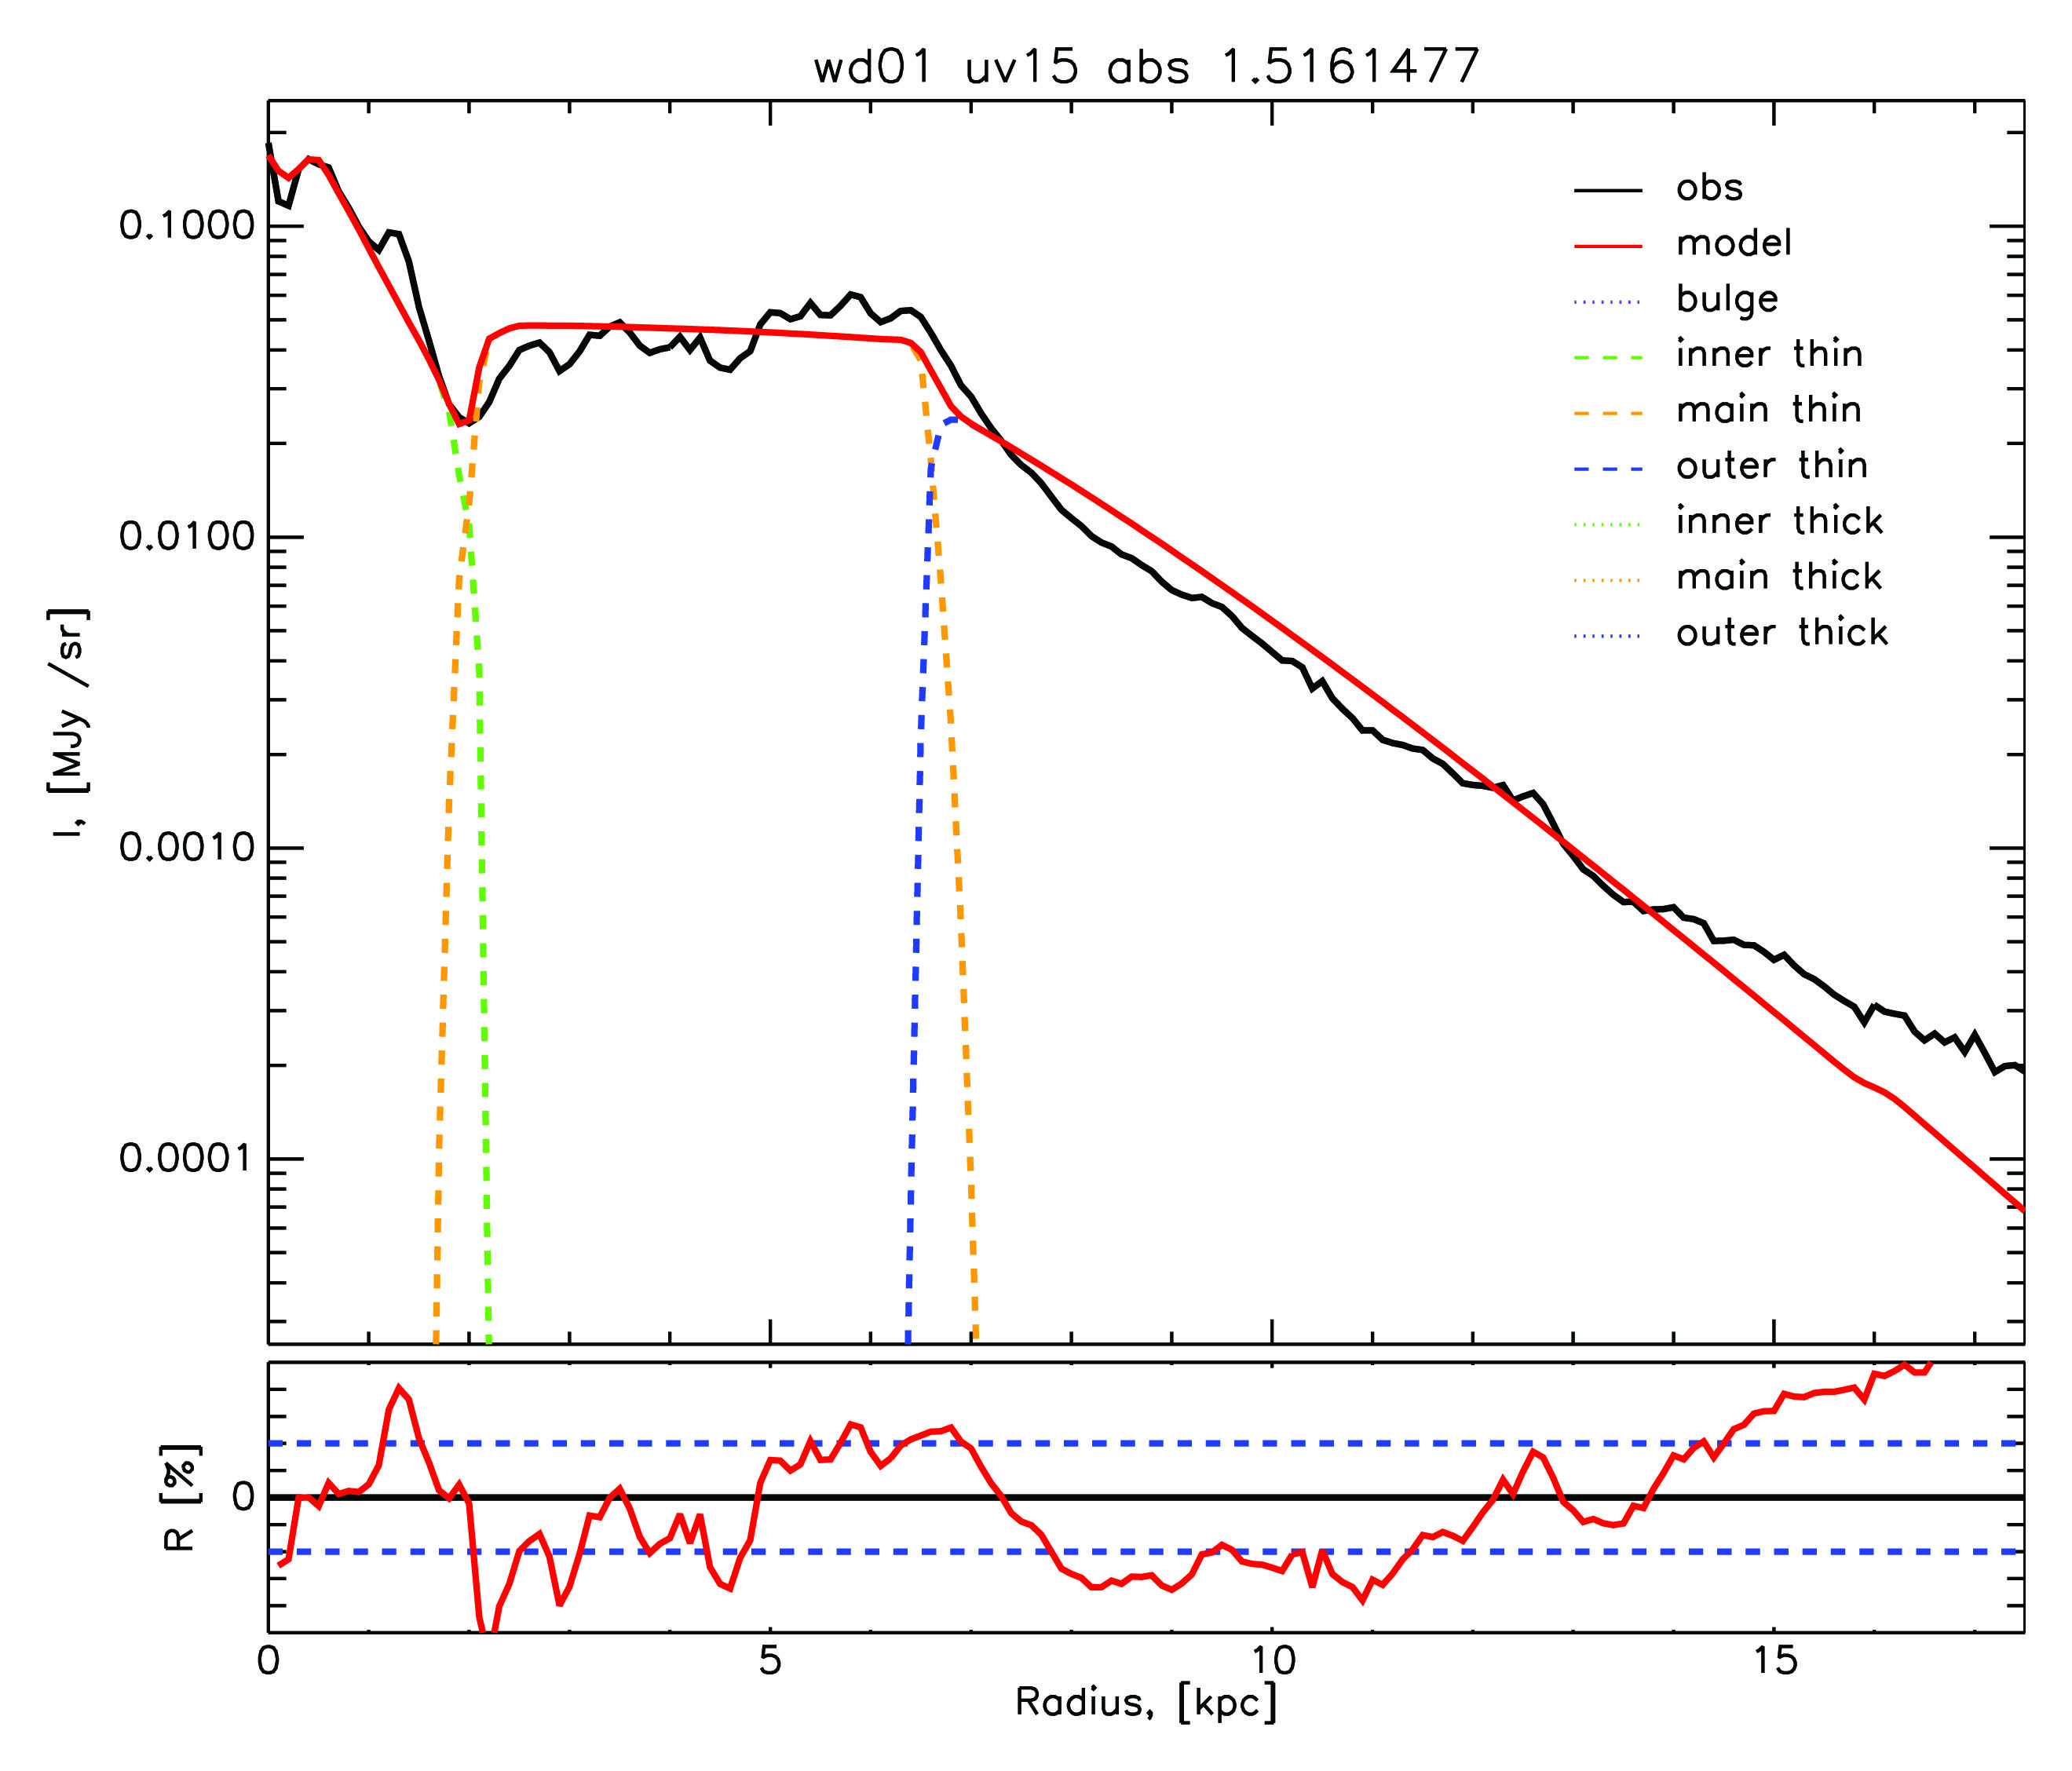 wd01 uv15 abs 1.5161477
obs
model
bulge
inner thin
main thin
outer thin
inner thick
main thick
outer thick
0.1000
0.0100
0.0010
0.0001
I, [MJy /sr]
R [%]
0
0 5 10 15
Radius, [kpc]